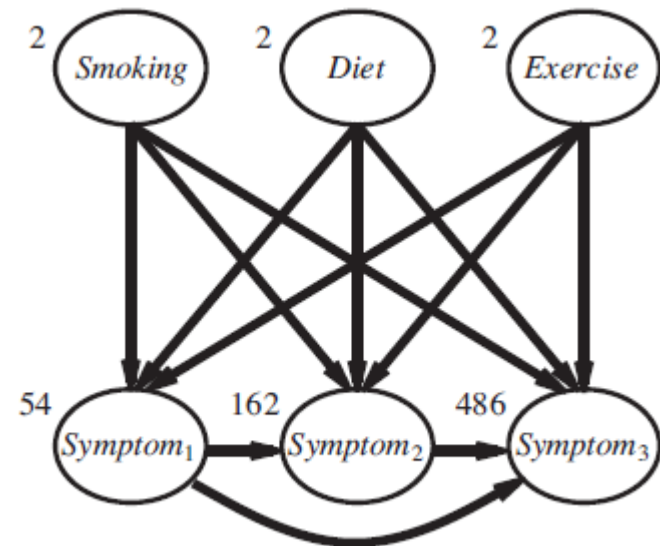 2 Smoking 2 Diet 2 Exercise
54 162 486
Symptom₁ Symptom₂ Symptom₃